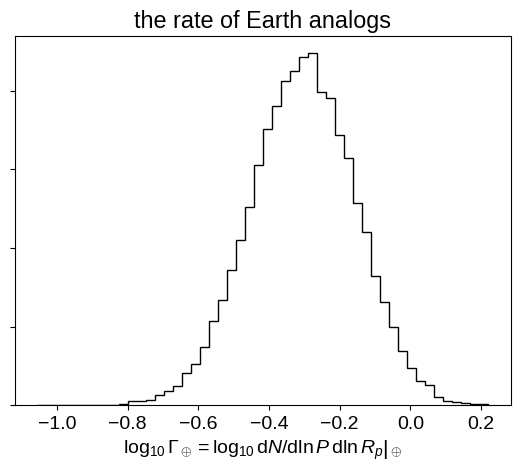 the rate of Earth analogs
−1.0 −0.8 −0.6 −0.4 −0.2 0.0 0.2
log₁₀ Γ⊕ = log₁₀ dN/dln P dln Rₚ|⊕